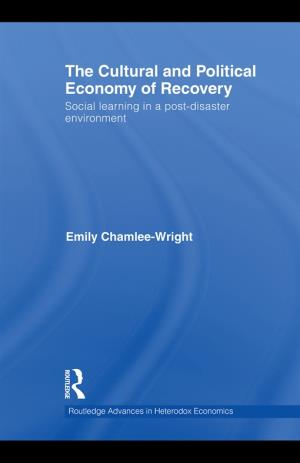 The Cultural and Political
Economy of Recovery
Social learning in a post-disaster
environment
Emily Chamlee-Wright
ROUTLEDGE
Routledge Advances in Heterodox Economics